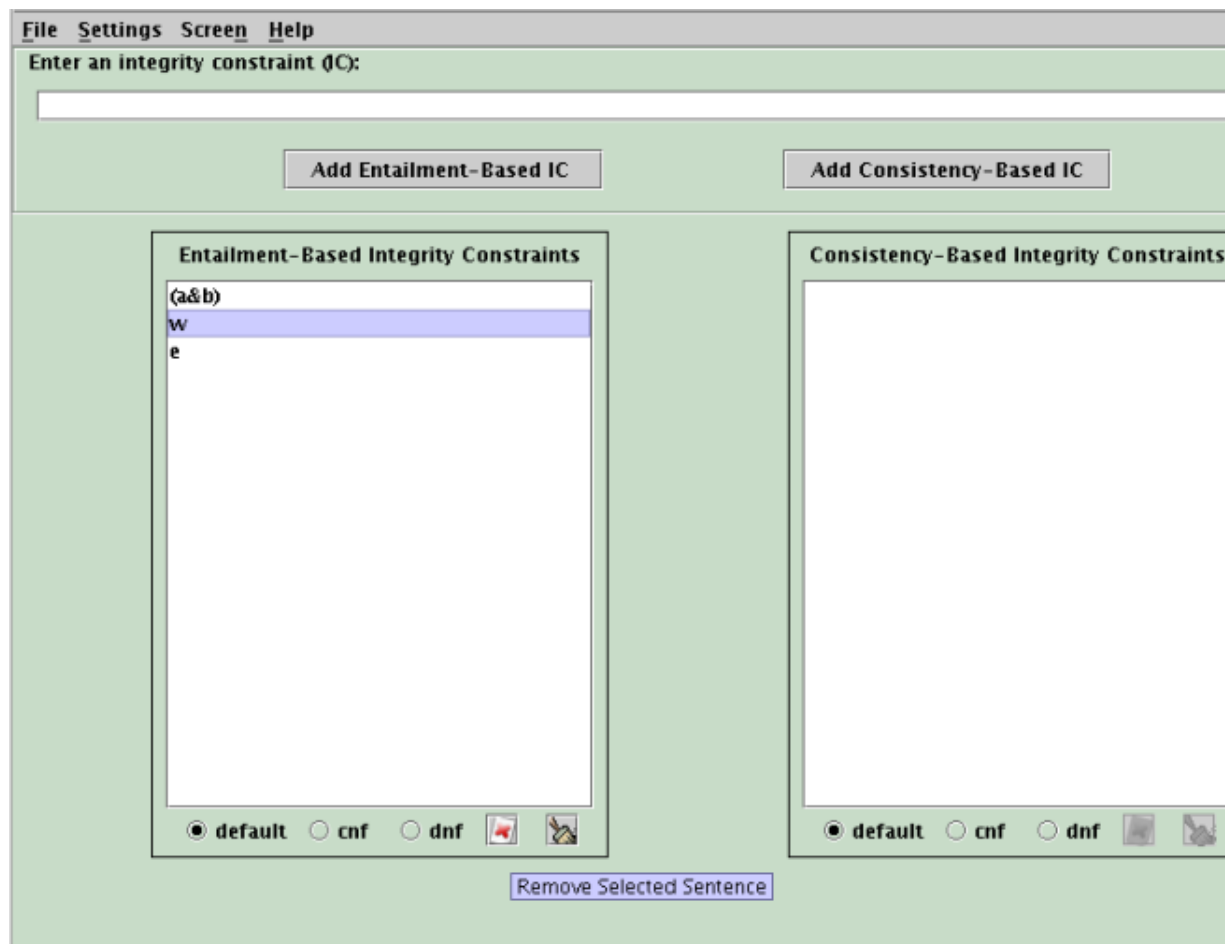 File Settings Screen Help
Enter an integrity constraint (IC):
Add Entailment-Based IC
Add Consistency-Based IC
Entailment-Based Integrity Constraints
(a&b)
w
e
default cnf dnf
Consistency-Based Integrity Constraints
default cnf dnf
Remove Selected Sentence